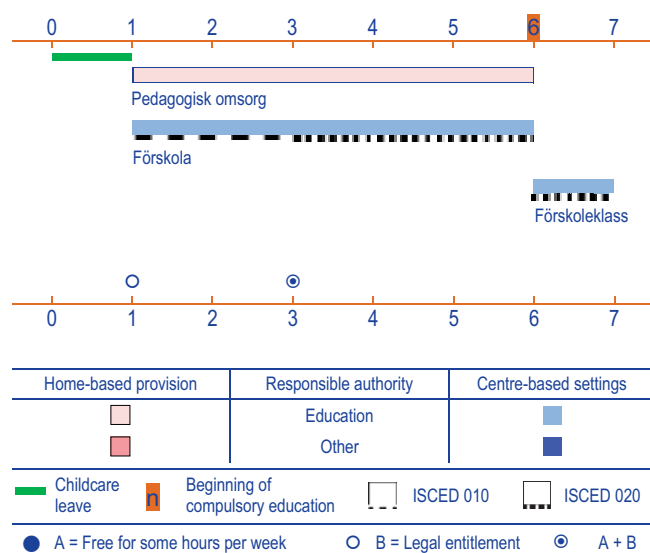 0 1 2 3 4 5 6 7
Pedagogisk omsorg
Förskola
Förskoleklass
0 1 2 3 4 5 6 7
Home-based provision Responsible authority Centre-based settings
Education
Other
Childcare leave n Beginning of compulsory education ISCED 010 ISCED 020
A = Free for some hours per week B = Legal entitlement A + B